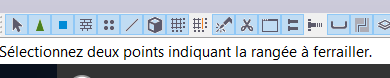 Sélectionnez deux points indiquant la rangée à ferrailler.